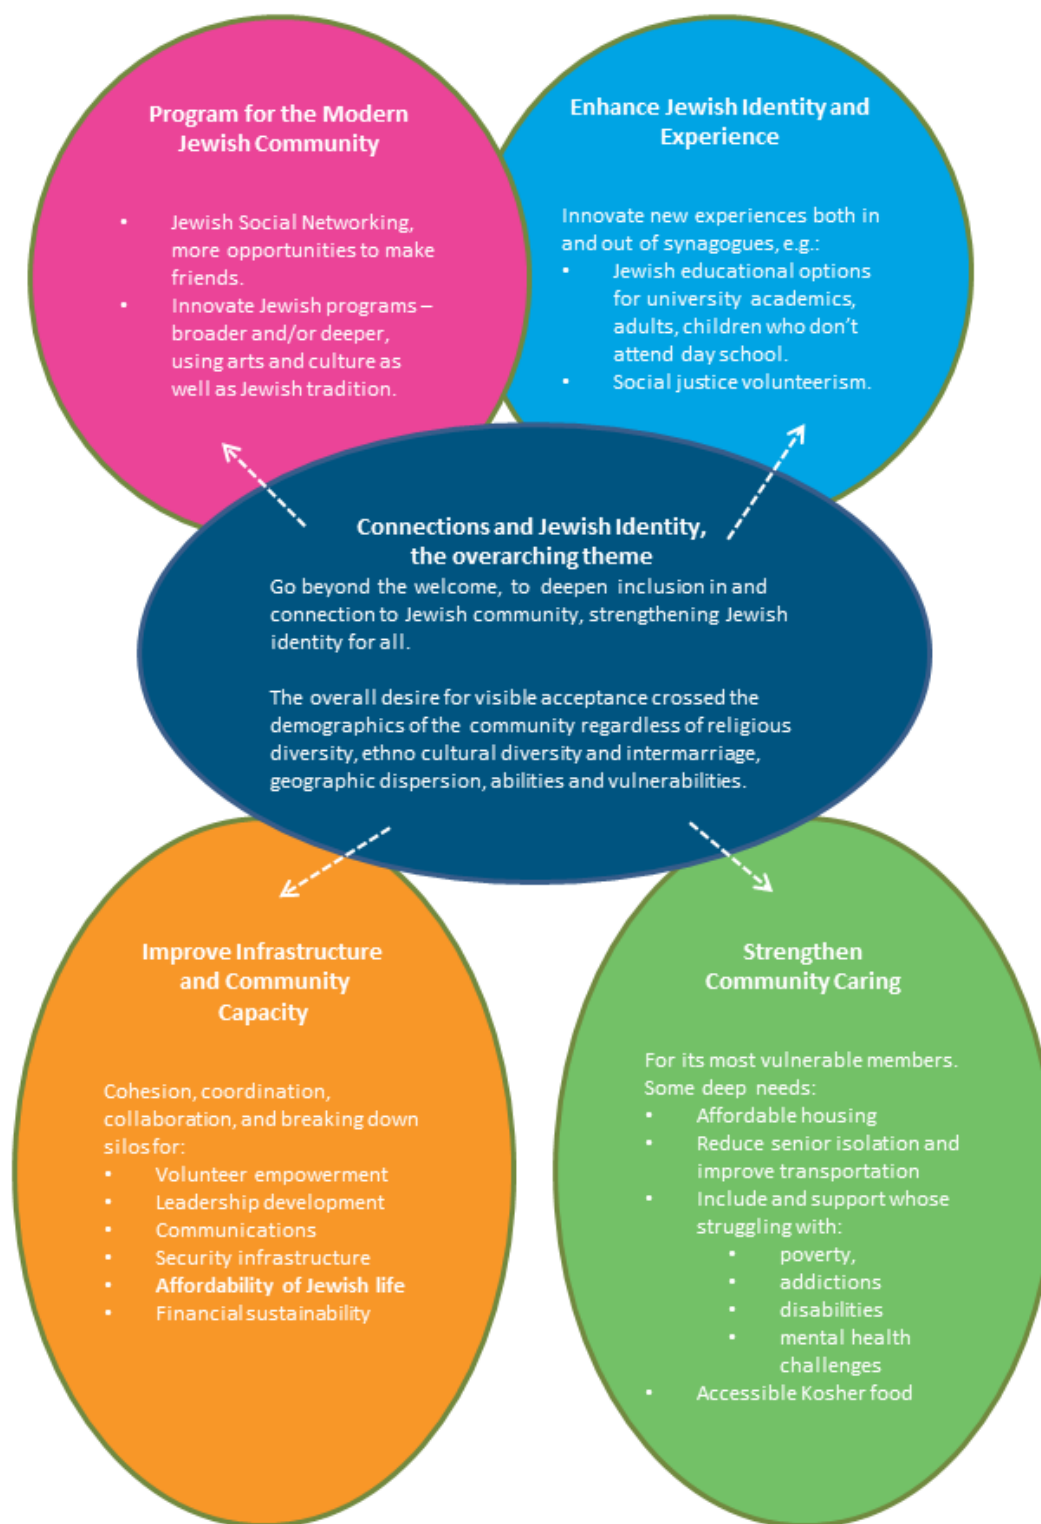 Program for the Modern
Jewish Community
• Jewish Social Networking,
more opportunities to make
friends.
• Innovate Jewish programs –
broader and/or deeper,
using arts and culture as
well as Jewish tradition.
Enhance Jewish Identity and
Experience
Innovate new experiences both in
and out of synagogues, e.g.:
• Jewish educational options
for university academics,
adults, children who don’t
attend day school.
• Social justice volunteerism.
Connections and Jewish Identity,
the overarching theme
Go beyond the welcome, to deepen inclusion in and
connection to Jewish community, strengthening Jewish
identity for all.
The overall desire for visible acceptance crossed the
demographics of the community regardless of religious
diversity, ethno cultural diversity and intermarriage,
geographic dispersion, abilities and vulnerabilities.
Improve Infrastructure
and Community
Capacity
Cohesion, coordination,
collaboration, and breaking down
silos for:
• Volunteer empowerment
• Leadership development
• Communications
• Security infrastructure
• Affordability of Jewish life
• Financial sustainability
Strengthen
Community Caring
For its most vulnerable members.
Some deep needs:
• Affordable housing
• Reduce senior isolation and
improve transportation
• Include and support whose
struggling with:
• poverty,
• addictions
• disabilities
• mental health
challenges
• Accessible Kosher food